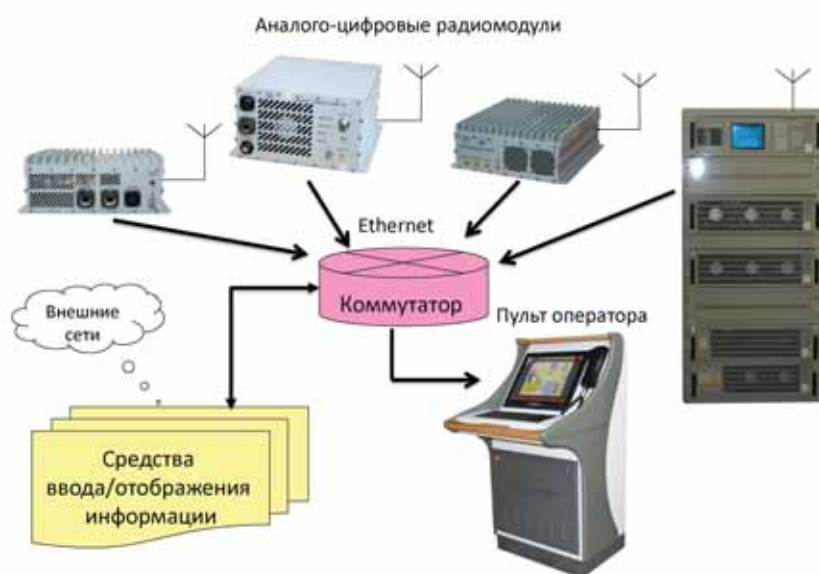 Аналого-цифровые радиомодули
Ethernet
Коммутатор
Внешние
сети
Пульт оператора
Средства
ввода/отображения
информации